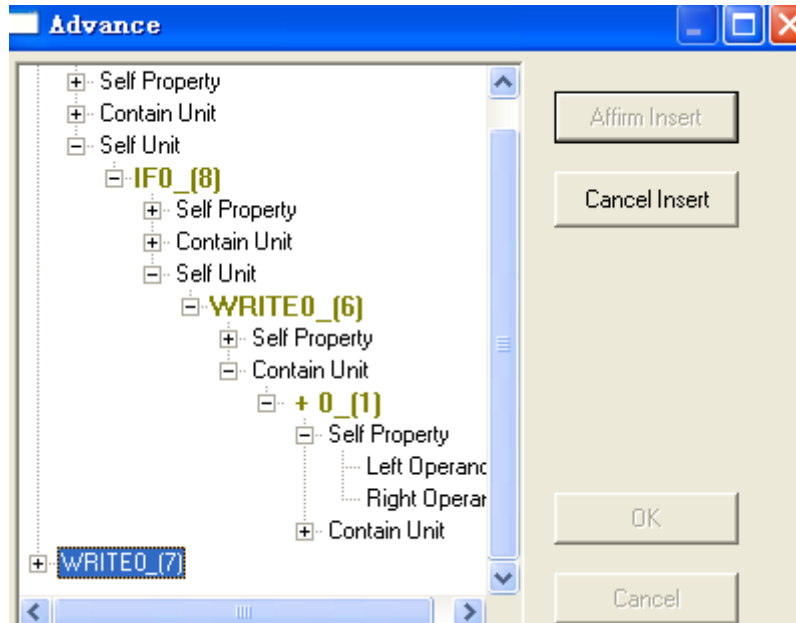 Advance
Self Property
Contain Unit
Self Unit
IF0_(8)
Self Property
Contain Unit
Self Unit
WRITE0_(6)
Self Property
Contain Unit
+ 0_(1)
Self Property
Left Operanc
Right Operar
Contain Unit
WRITE0_(7)
Affirm Insert
Cancel Insert
OK
Cancel